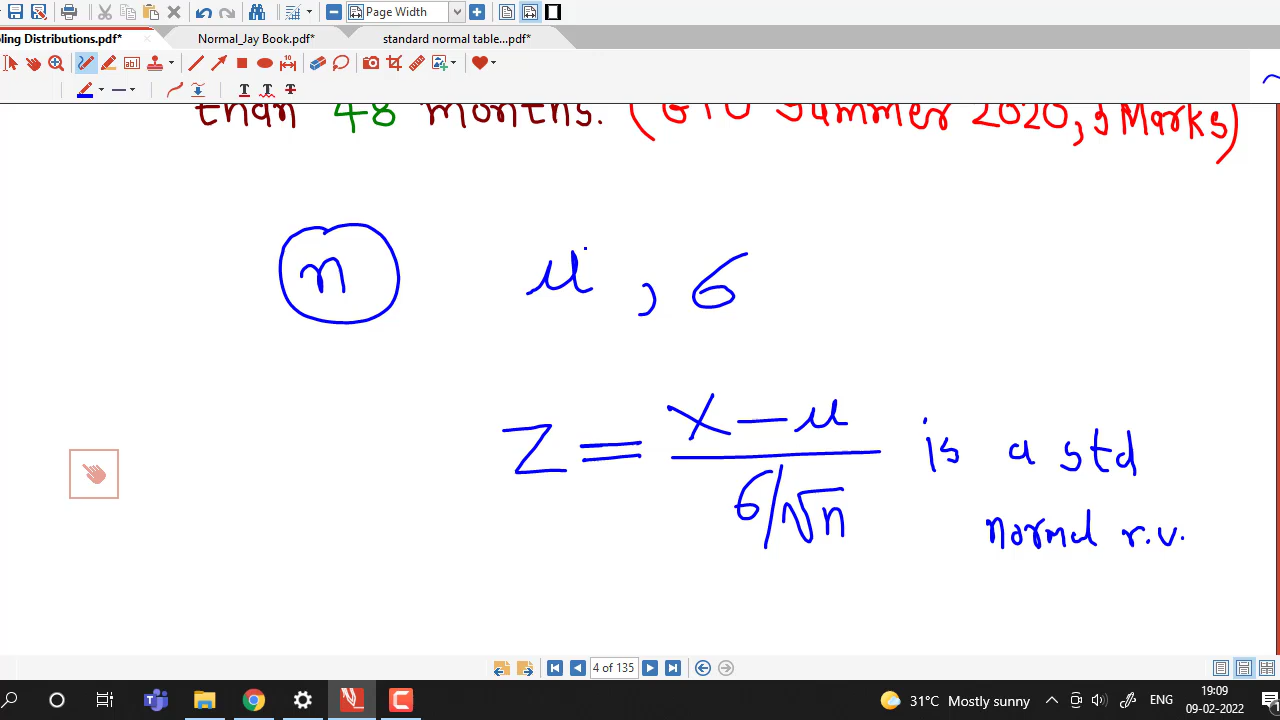 Page Width
ling Distributions.pdf*
Normal_Jay Book.pdf*
standard normal table...pdf*
than 48 months. (GTU Summer 2020, 3 Marks)
n μ , σ
Z = X - μ / σ/√n is a std
normal r.v.
4 of 135
31°C Mostly sunny
ENG
19:09
09-02-2022